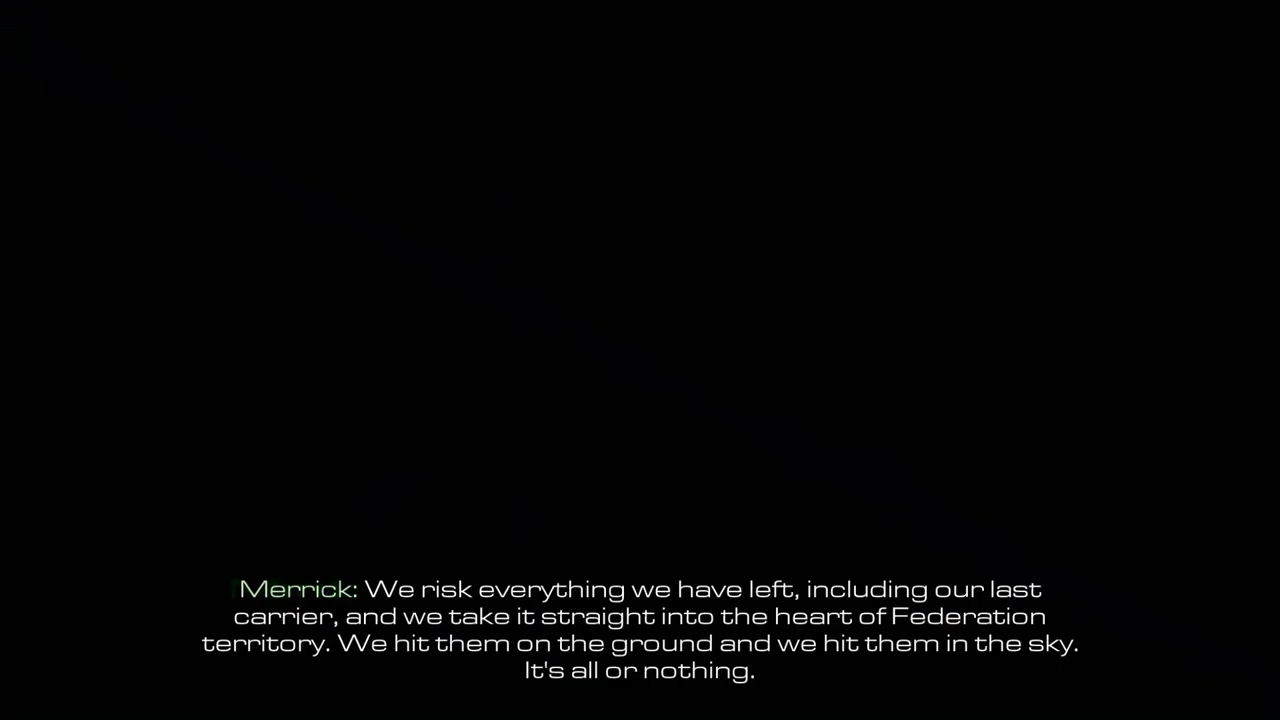 Merrick: We risk everything we have left, including our last
carrier, and we take it straight into the heart of Federation
territory. We hit them on the ground and we hit them in the sky.
It's all or nothing.